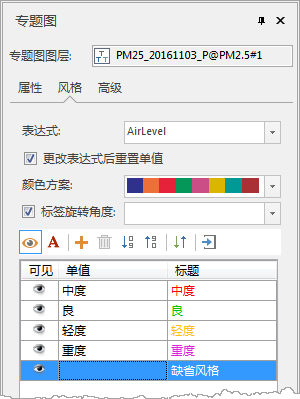 专题图
专题图图层: PM25_20161103_P@PM2.5#1
属性 风格 高级
表达式: AirLevel
更改表达式后重置单值
颜色方案:
标签旋转角度:
可见 单值 标题
中度 中度
良 良
轻度 轻度
重度 重度
缺省风格